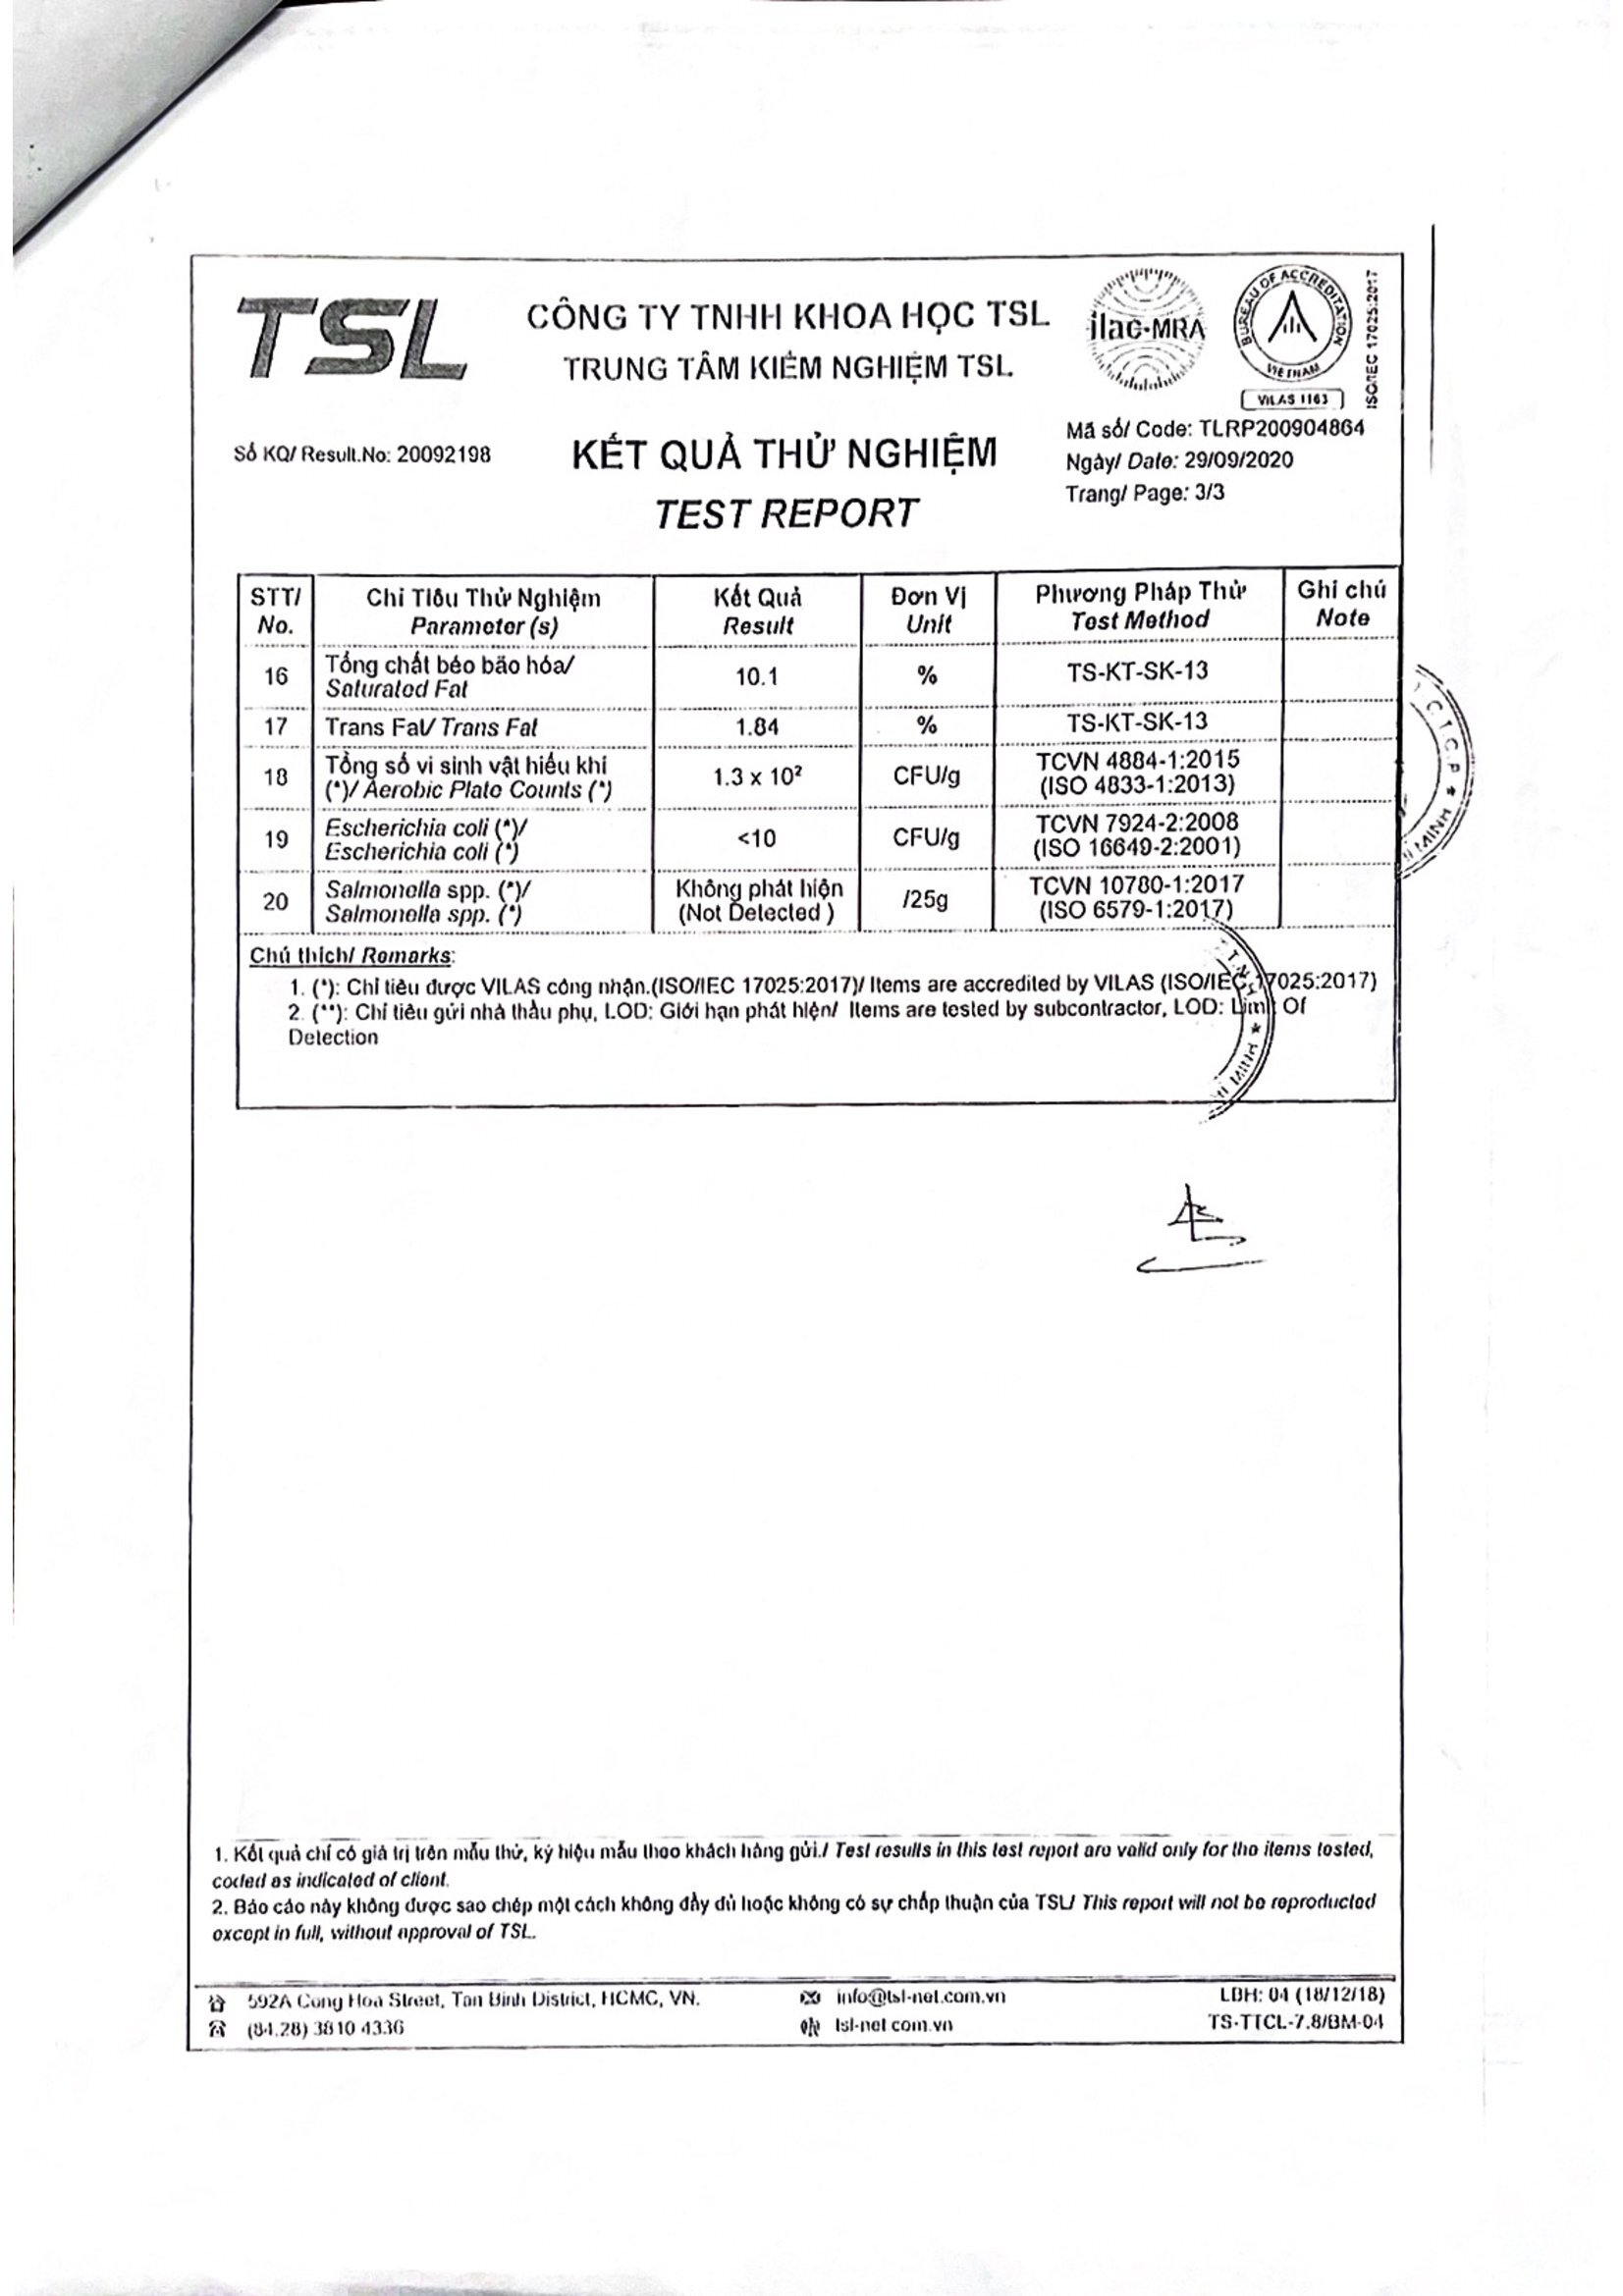 TSL
CÔNG TY TNHH KHOA HỌC TSL
TRUNG TÂM KIỂM NGHIỆM TSL
ilac-MRA
BUREAU OF ACCREDITATION
VIETNAM
VILAS 1163
ISO/IEC 17025:2017
Số KQ/ Result.No: 20092198
KẾT QUẢ THỬ NGHIỆM
TEST REPORT
Mã số/ Code: TLRP200904864
Ngày/ Date: 29/09/2020
Trang/ Page: 3/3
STT/ Chỉ Tiêu Thử Nghiệm Kết Quả Đơn Vị Phương Pháp Thử Ghi chú
No. Parameter (s) Result Unit Test Method Note
16 Tổng chất béo bão hóa/ 10.1 % TS-KT-SK-13
Saturated Fat
17 Trans Fat/ Trans Fat 1.84 % TS-KT-SK-13
18 Tổng số vi sinh vật hiếu khí 1.3 x 10² CFU/g TCVN 4884-1:2015
(*)/ Aerobic Plate Counts (*) (ISO 4833-1:2013)
19 Escherichia coli (*)/ <10 CFU/g TCVN 7924-2:2008
Escherichia coli (*) (ISO 16649-2:2001)
20 Salmonella spp. (*)/ Không phát hiện /25g TCVN 10780-1:2017
Salmonella spp. (*) (Not Detected ) (ISO 6579-1:2017)
Chú thích/ Remarks:
1. (*): Chỉ tiêu được VILAS công nhận.(ISO/IEC 17025:2017)/ Items are accredited by VILAS (ISO/IEC 17025:2017)
2. (**): Chỉ tiêu gửi nhà thầu phụ, LOD: Giới hạn phát hiện/ Items are tested by subcontractor, LOD: Limit Of
Detection
C.T.C.P
MINH
T.N.H
MINH
1. Kết quả chỉ có giá trị trên mẫu thử, ký hiệu mẫu theo khách hàng gửi./ Test results in this test report are valid only for the items tested,
coded as indicated of client.
2. Báo cáo này không được sao chép một cách không đầy đủ hoặc không có sự chấp thuận của TSL/ This report will not be reproducted
except in full, without approval of TSL.
592A Cong Hoa Street, Tan Binh District, HCMC, VN.
info@tsl-net.com.vn
LBH: 04 (18/12/18)
(84.28) 3810 4336
tsl-net.com.vn
TS-TTCL-7.8/BM-04